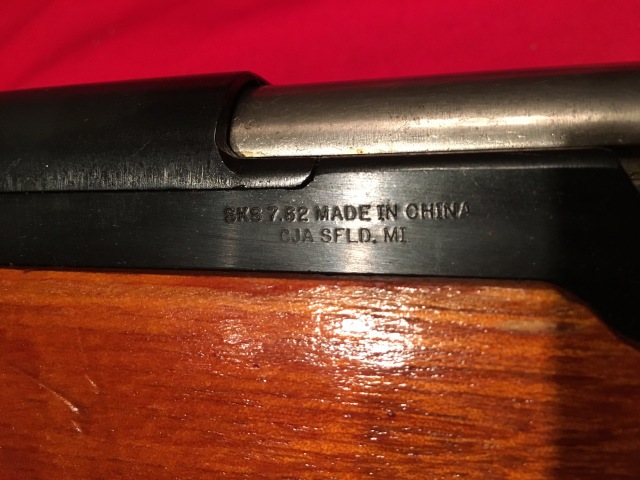 SKS 7.62 MADE IN CHINA
CJA SFLD. MI